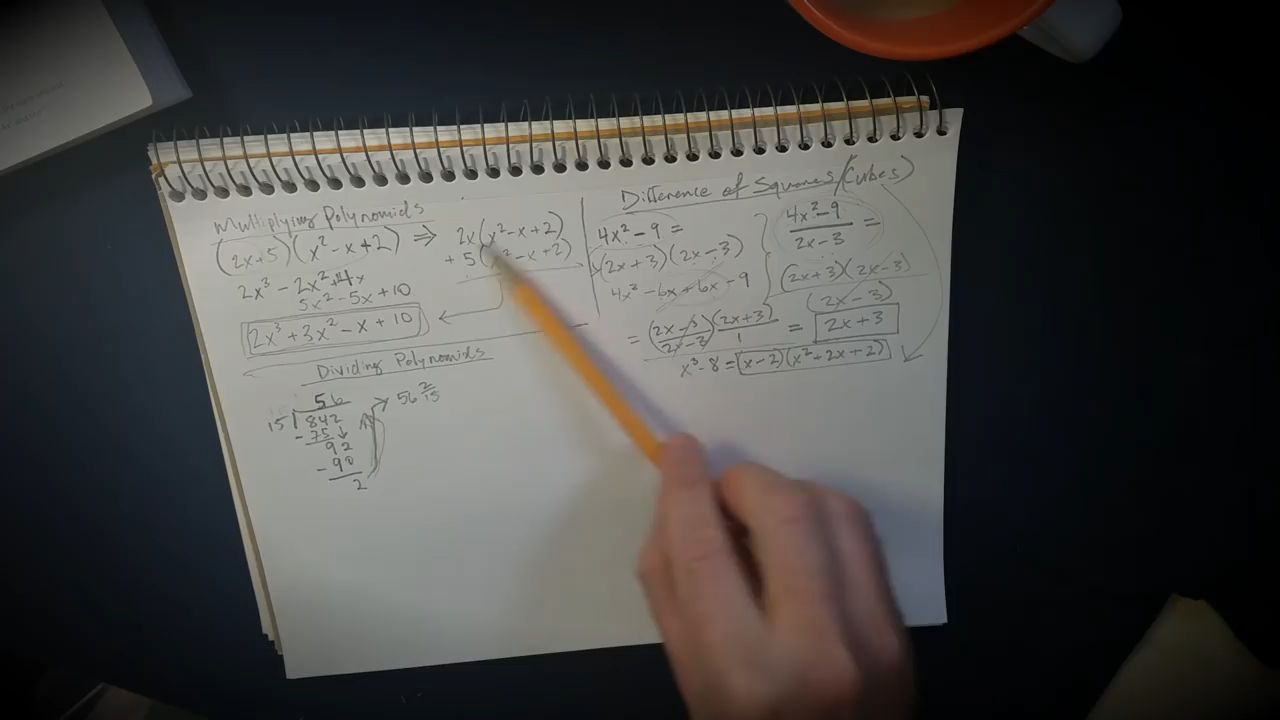 Multiplying Polynomials
(2x+5)(x²-x+2) ⇒ 2x(x²-x+2)
+ 5(x²-x+2)
2x³ - 2x² + 4x
5x² - 5x + 10
2x³ + 3x² - x + 10
Dividing Polynomials
56
15 842
- 75
92
- 90
2
56 2/15
Difference of Squares/(Cubes)
4x² - 9 =
(2x+3)(2x-3)
4x² - 6x + 6x - 9
(4x² - 9)/(2x - 3) =
(2x+3)(2x-3)
(2x-3)
= (2x-3)/(2x-3) (2x+3)/1 = 2x+3
x³ - 8 = (x-2)(x²+2x+2)